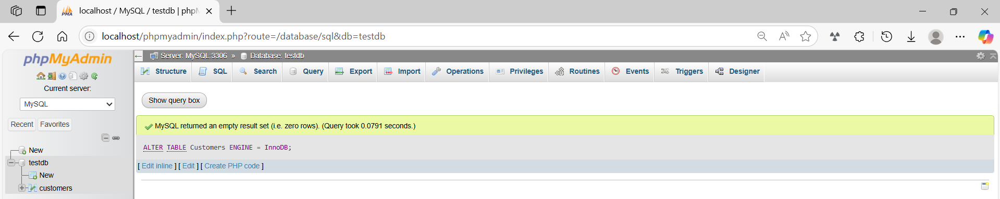 localhost / MySQL / testdb | phpM
localhost/phpmyadmin/index.php?route=/database/sql&db=testdb
phpMyAdmin
Current server:
MySQL
Recent Favorites
New
testdb
New
customers
Server: MySQL:3306 » Database: testdb
Structure SQL Search Query Export Import Operations Privileges Routines Events Triggers Designer
Show query box
MySQL returned an empty result set (i.e. zero rows). (Query took 0.0791 seconds.)
ALTER TABLE Customers ENGINE = InnoDB;
[ Edit inline ] [ Edit ] [ Create PHP code ]